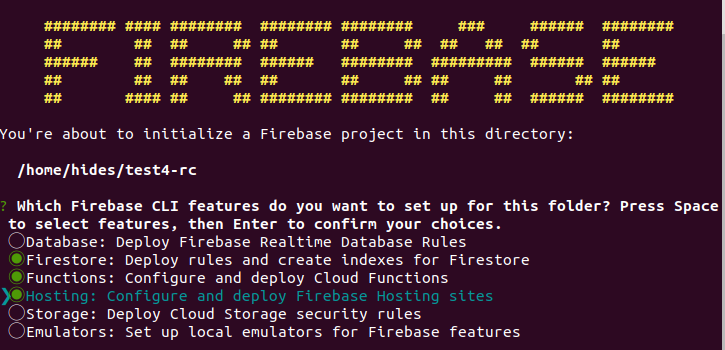 FIREBASE
You're about to initialize a Firebase project in this directory:
/home/hides/test4-rc
? Which Firebase CLI features do you want to set up for this folder? Press Space
to select features, then Enter to confirm your choices.
◯Database: Deploy Firebase Realtime Database Rules
◉Firestore: Deploy rules and create indexes for Firestore
◉Functions: Configure and deploy Cloud Functions
❯◉Hosting: Configure and deploy Firebase Hosting sites
◯Storage: Deploy Cloud Storage security rules
◯Emulators: Set up local emulators for Firebase features